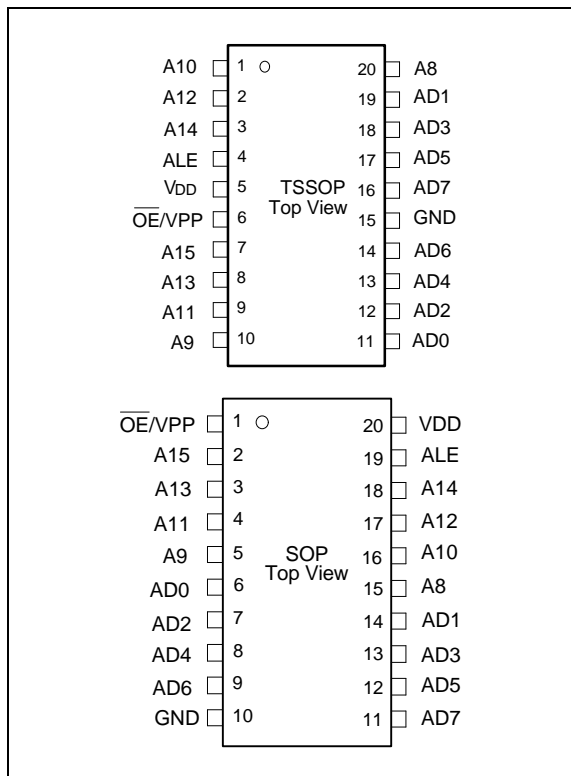 A10 1 20 A8
A12 2 19 AD1
A14 3 18 AD3
ALE 4 17 AD5
VDD 5 TSSOP 16 AD7
Top View
OE/VPP 6 15 GND
A15 7 14 AD6
A13 8 13 AD4
A11 9 12 AD2
A9 10 11 AD0
OE/VPP 1 20 VDD
A15 2 19 ALE
A13 3 18 A14
A11 4 17 A12
A9 5 SOP 16 A10
Top View
AD0 6 15 A8
AD2 7 14 AD1
AD4 8 13 AD3
AD6 9 12 AD5
GND 10 11 AD7